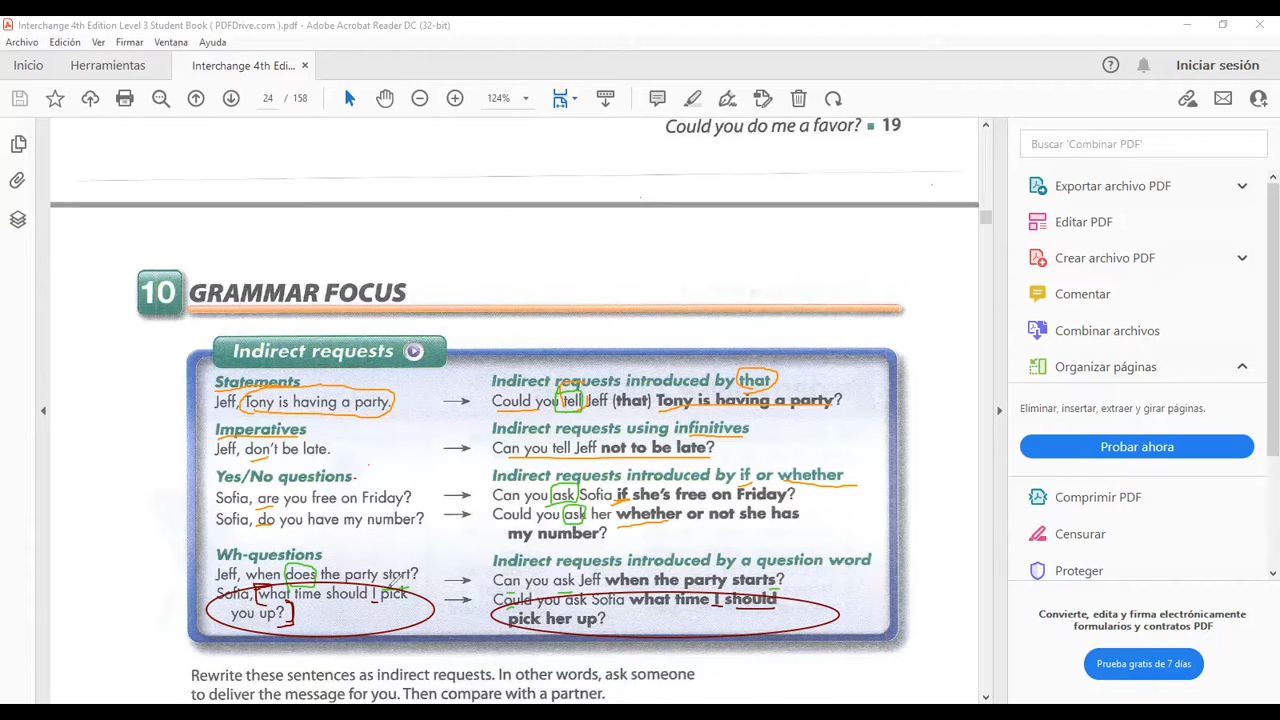 Interchange 4th Edition Level 3 Student Book ( PDFDrive.com ).pdf - Adobe Acrobat Reader DC (32-bit)
Archivo Edición Ver Firmar Ventana Ayuda
Inicio Herramientas Interchange 4th Edi... × Iniciar sesión
24 / 158 124%
Could you do me a favor? ■ 19
10 GRAMMAR FOCUS
Indirect requests
Statements Indirect requests introduced by that
Jeff, Tony is having a party. → Could you tell Jeff (that) Tony is having a party?
Imperatives Indirect requests using infinitives
Jeff, don't be late. → Can you tell Jeff not to be late?
Yes/No questions Indirect requests introduced by if or whether
Sofia, are you free on Friday? → Can you ask Sofia if she's free on Friday?
Sofia, do you have my number? → Could you ask her whether or not she has
my number?
Wh-questions Indirect requests introduced by a question word
Jeff, when does the party start? → Can you ask Jeff when the party starts?
Sofia, what time should I pick → Could you ask Sofia what time I should
you up? pick her up?
Rewrite these sentences as indirect requests. In other words, ask someone
to deliver the message for you. Then compare with a partner.
Buscar 'Combinar PDF'
Exportar archivo PDF
Editar PDF
Crear archivo PDF
Comentar
Combinar archivos
Organizar páginas
Eliminar, insertar, extraer y girar páginas.
Probar ahora
Comprimir PDF
Censurar
Proteger
Convierte, edita y firma electrónicamente
formularios y contratos PDF
Prueba gratis de 7 días